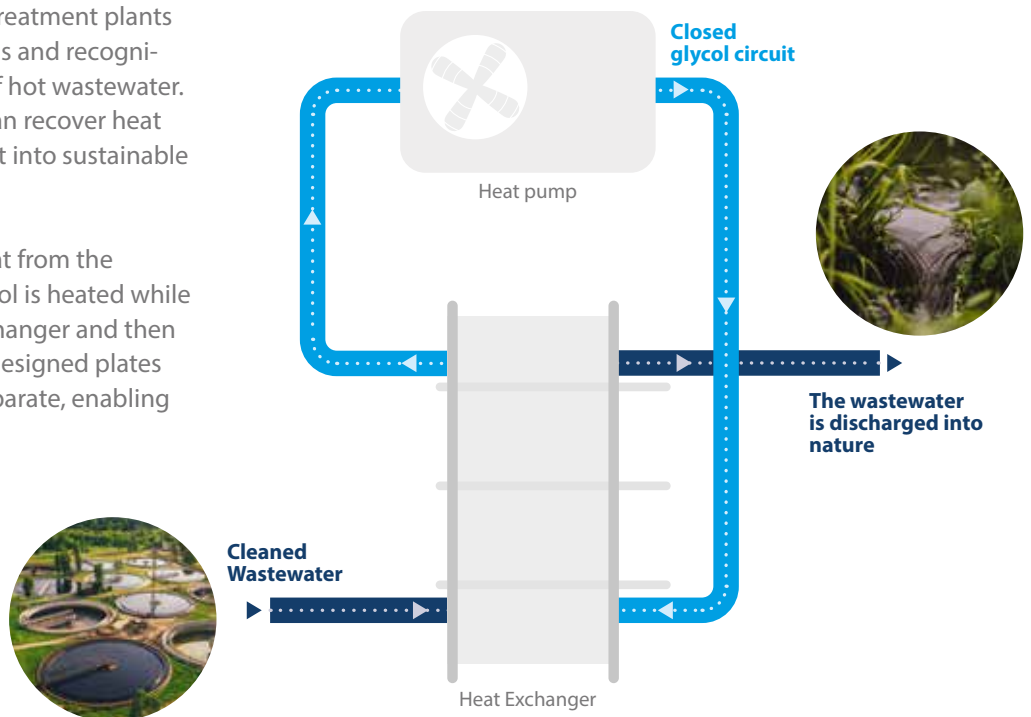 reatment plants
s and recogni-
f hot wastewater.
an recover heat
t into sustainable
at from the
ol is heated while
hanger and then
esigned plates
parate, enabling
Closed
glycol circuit
Heat pump
The wastewater
is discharged into
nature
Cleaned
Wastewater
Heat Exchanger